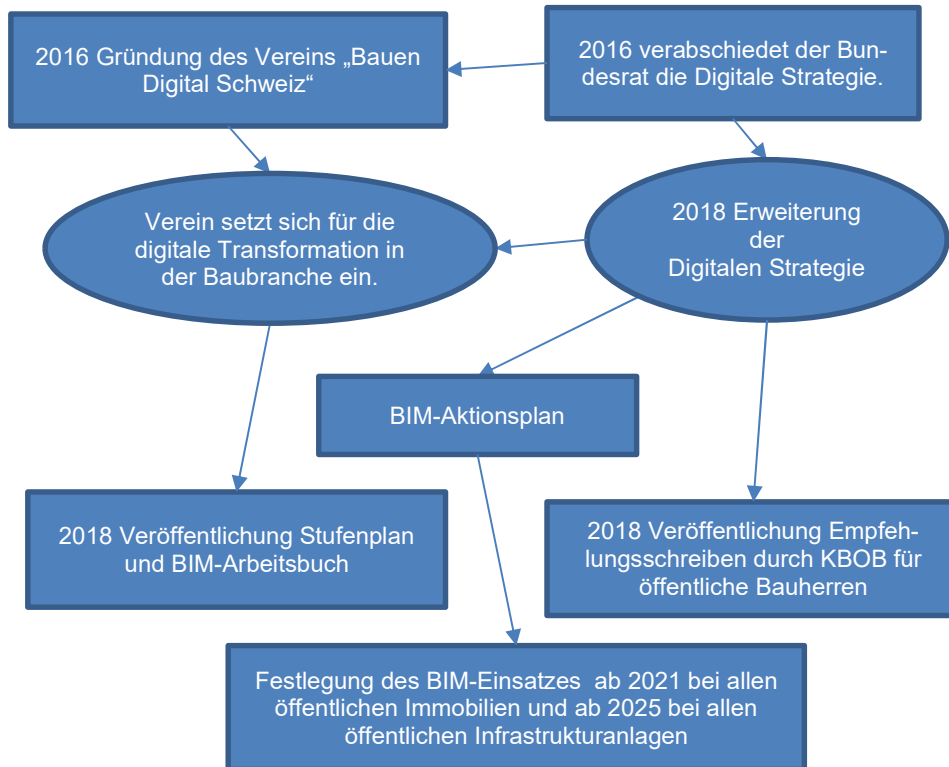 2016 Gründung des Vereins „Bauen
Digital Schweiz“
2016 verabschiedet der Bun-
desrat die Digitale Strategie.
Verein setzt sich für die
digitale Transformation in
der Baubranche ein.
2018 Erweiterung
der
Digitalen Strategie
BIM-Aktionsplan
2018 Veröffentlichung Stufenplan
und BIM-Arbeitsbuch
2018 Veröffentlichung Empfeh-
lungsschreiben durch KBOB für
öffentliche Bauherren
Festlegung des BIM-Einsatzes  ab 2021 bei allen
öffentlichen Immobilien und ab 2025 bei allen
öffentlichen Infrastrukturanlagen